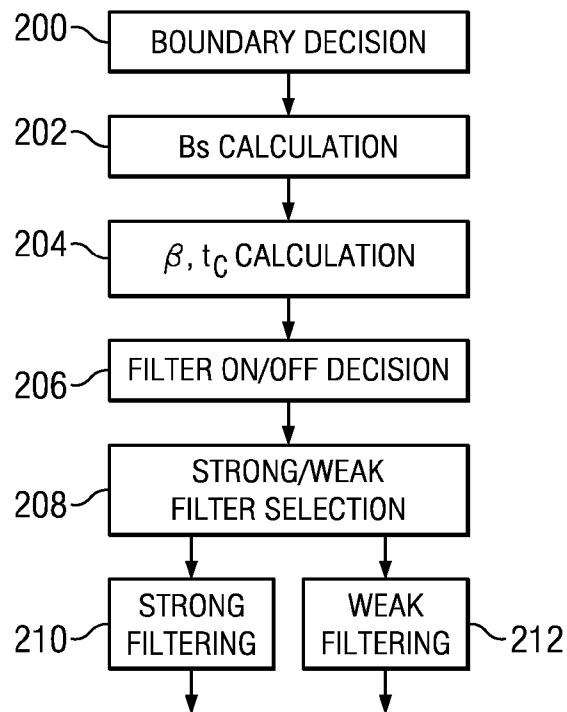 200
BOUNDARY DECISION
202
Bs CALCULATION
204
β, tC CALCULATION
206
FILTER ON/OFF DECISION
208
STRONG/WEAK
FILTER SELECTION
210
STRONG
FILTERING
WEAK
FILTERING
212